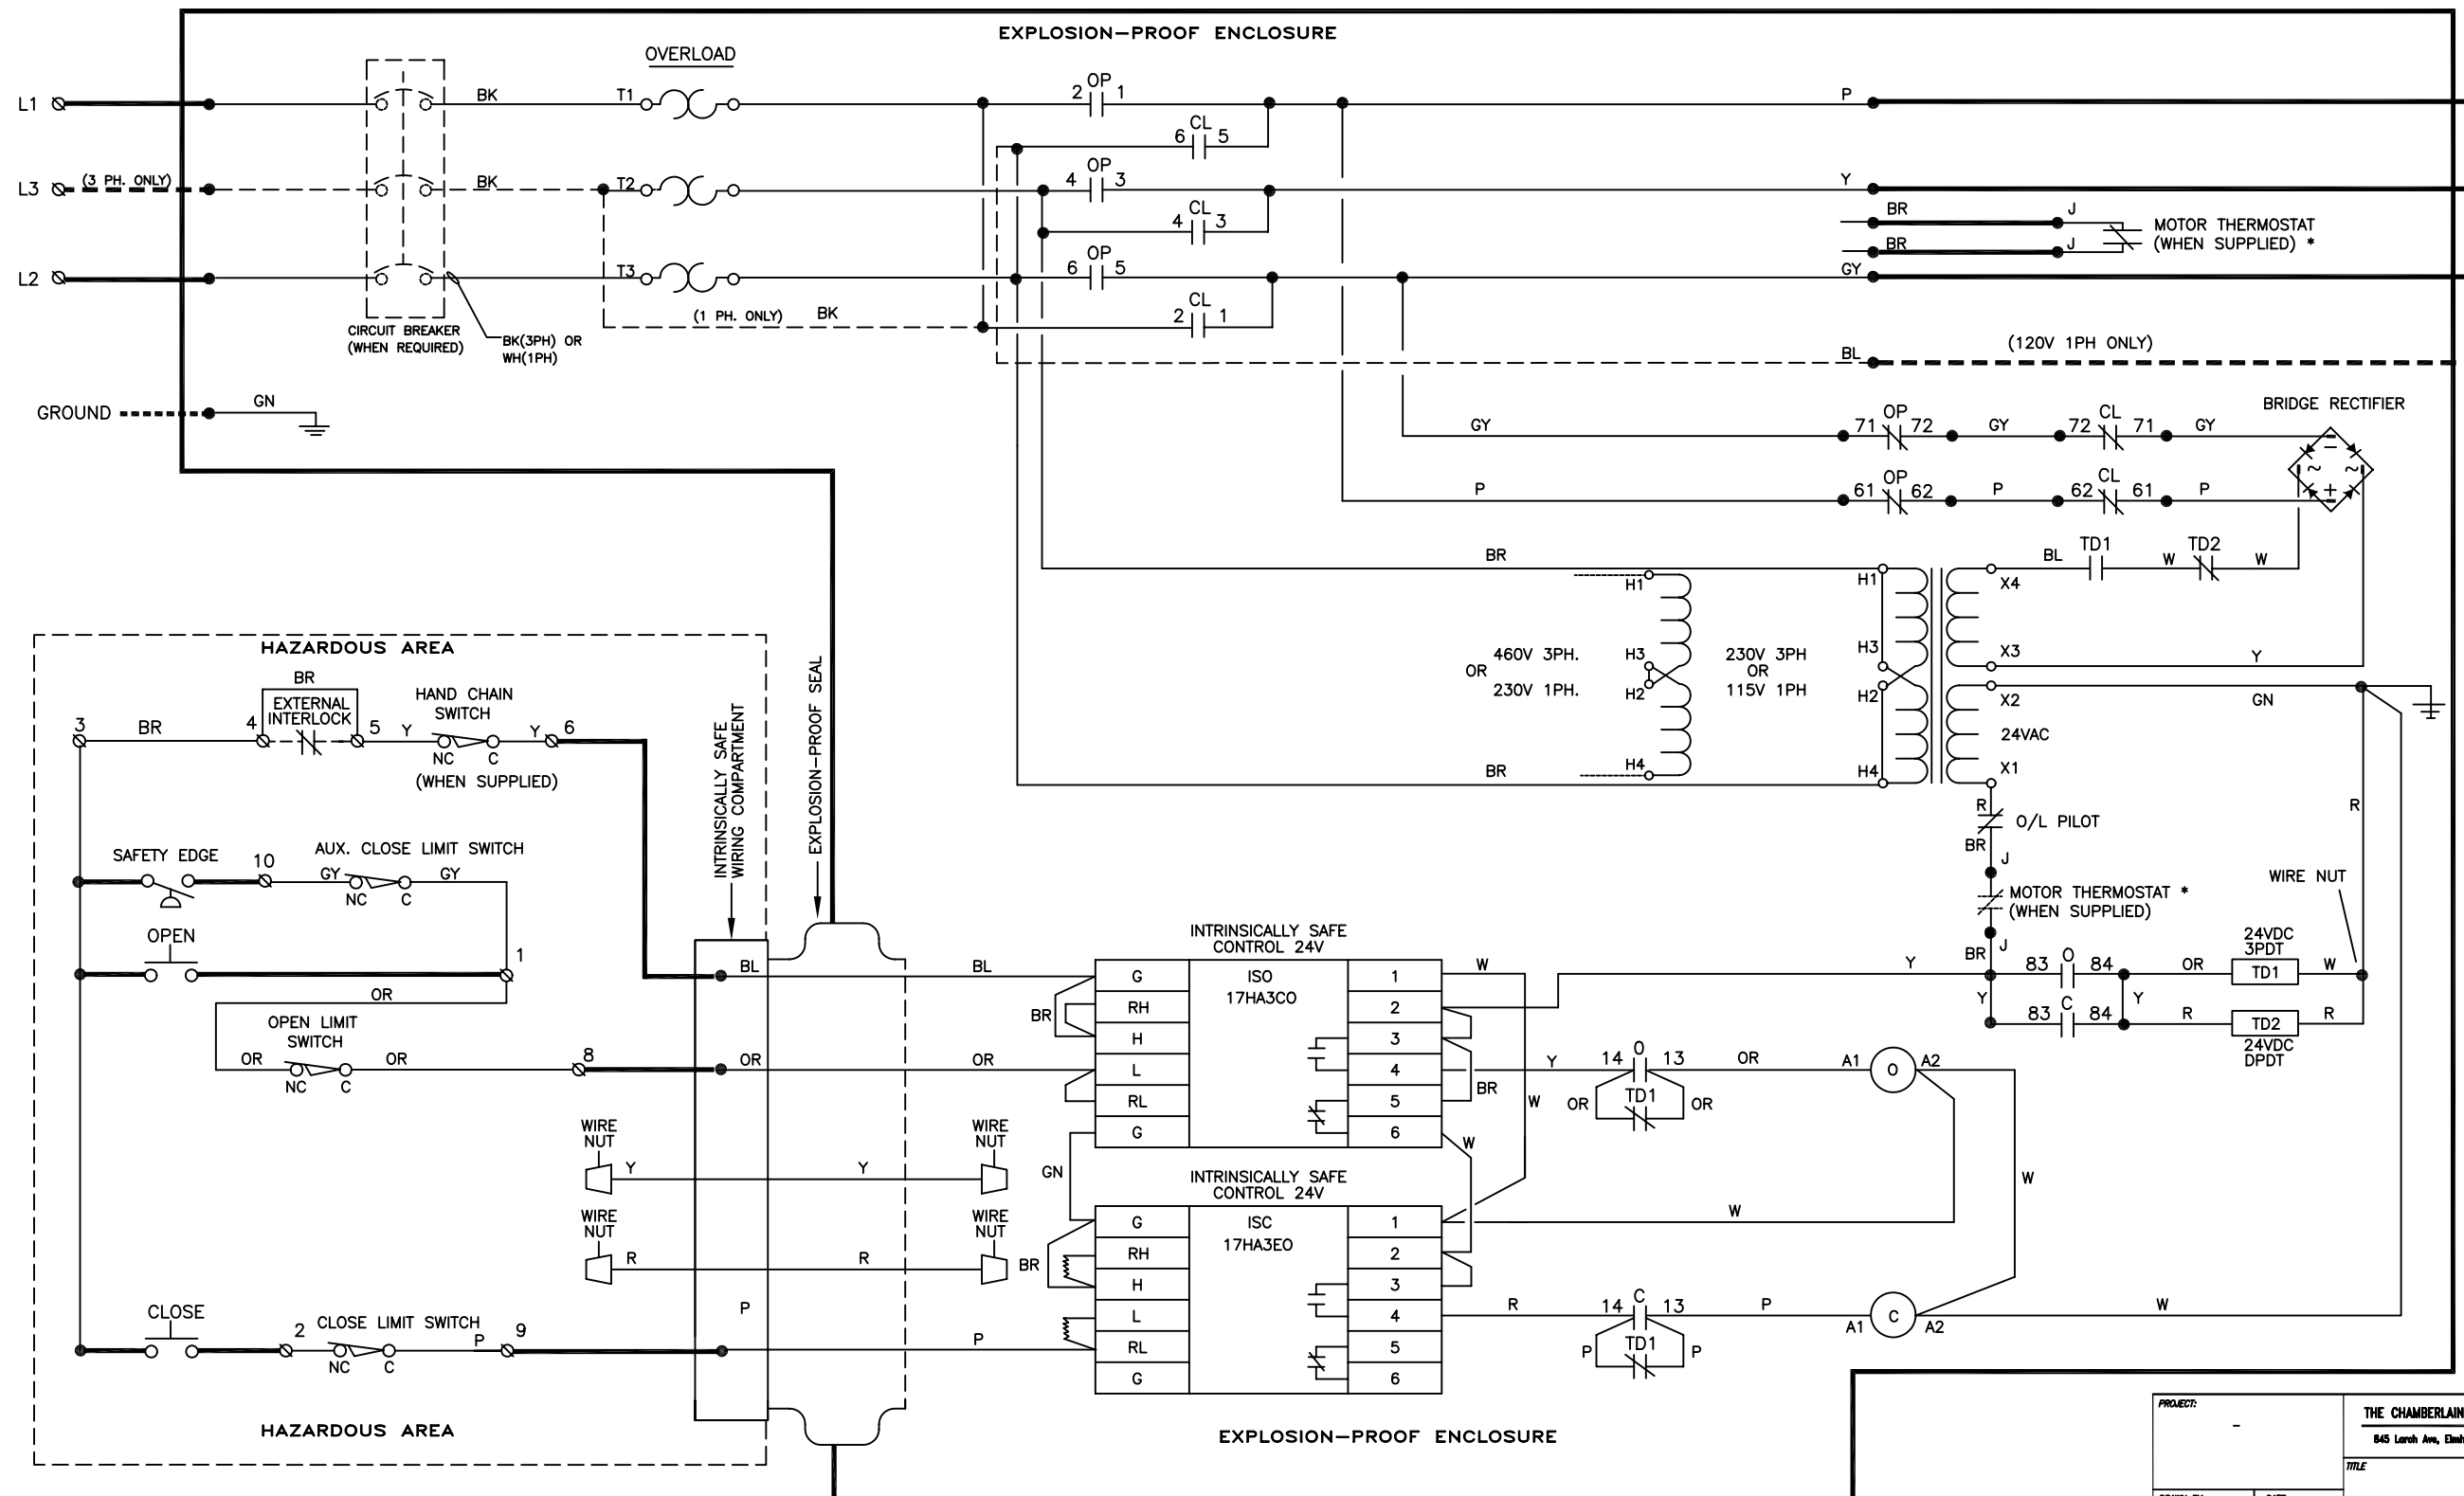 EXPLOSION-PROOF ENCLOSURE
OVERLOAD
L1
BK
T1
2 OP 1
P
6 CL 5
L3
(3 PH. ONLY)
BK
T2
4 OP 3
Y
4 CL 3
BR J
BR J
MOTOR THERMOSTAT
(WHEN SUPPLIED) *
L2
T3
6 OP 5
GY
2 CL 1
(1 PH. ONLY) BK
CIRCUIT BREAKER
(WHEN REQUIRED)
BK(3PH) OR
WH(1PH)
BL
(120V 1PH ONLY)
GROUND
GN
BRIDGE RECTIFIER
GY
71 OP 72
GY
72 CL 71
GY
−
~ ~
+
P
61 OP 62
P
62 CL 61
P
BR
H1
H3
H2
H4
460V 3PH.
OR
230V 1PH.
230V 3PH
OR
115V 1PH
BR
H1
H3
H2
H4
X4
X3
X2
24VAC
X1
BL
TD1
W
TD2
W
Y
GN
R
R
O/L PILOT
BR
J
MOTOR THERMOSTAT *
(WHEN SUPPLIED)
J
BR
WIRE NUT
HAZARDOUS AREA
BR
EXTERNAL
INTERLOCK
HAND CHAIN
SWITCH
3
BR
4
5
Y
Y
6
NC C
(WHEN SUPPLIED)
INTRINSICALLY SAFE
WIRING COMPARTMENT
EXPLOSION-PROOF SEAL
SAFETY EDGE
10
AUX. CLOSE LIMIT SWITCH
GY
GY
NC C
OPEN
1
OR
OPEN LIMIT
SWITCH
OR
OR
8
NC C
BL
BL
OR
OR
WIRE
NUT
Y
Y
WIRE
NUT
WIRE
NUT
R
R
WIRE
NUT
CLOSE
2
CLOSE LIMIT SWITCH
P
9
NC C
P
P
HAZARDOUS AREA
INTRINSICALLY SAFE
CONTROL 24V
G
RH
H
L
RL
G
ISO
17HA3CO
1
2
3
4
5
6
BR
GN
W
BR
W
W
INTRINSICALLY SAFE
CONTROL 24V
G
RH
H
L
RL
G
ISC
17HA3EO
1
2
3
4
5
6
BR
Y
83 O 84
OR
24VDC
3PDT
TD1
W
Y
83 C 84
Y
R
TD2
R
24VDC
DPDT
Y
14 O 13
OR
TD1
OR
OR
A1 O A2
W
W
R
14 C 13
P
TD1
P
P
A1 C A2
W
EXPLOSION-PROOF ENCLOSURE
PROJECT:
–
THE CHAMBERLAIN
845 Larch Ave, Elmh
TITLE